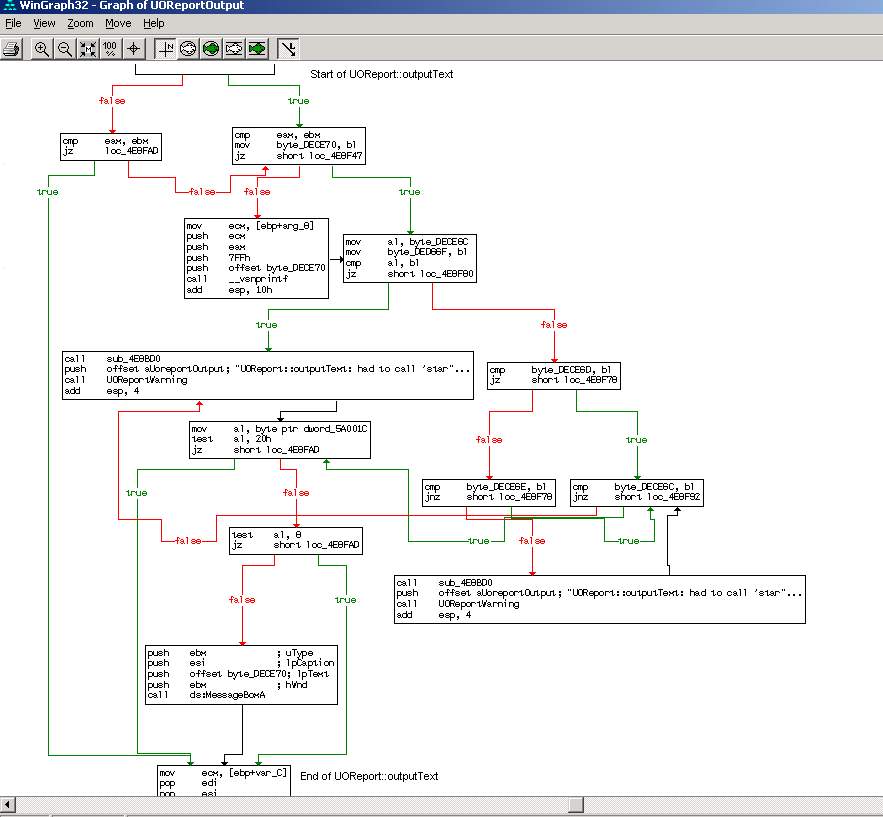 WinGraph32 - Graph of UOReportOutput
File View Zoom Move Help
100 %
N
Start of UOReport::outputText
false
true
cmp eax, ebx
jz loc_4E8FAD
cmp eax, ebx
mov byte_DECE70, bl
jz short loc_4E8F47
true
false
false
true
mov ecx, [ebp+arg_0]
push ecx
push eax
push 7FFh
push offset byte_DECE70
call __vsnprintf
add esp, 10h
mov al, byte_DECE6C
mov byte_DED66F, bl
cmp al, bl
jz short loc_4E8F80
true
false
call sub_4E8BD0
push offset aUoreportOutput; "UOReport::outputText: had to call 'star"...
call UOReportWarning
add esp, 4
cmp byte_DECE6D, bl
jz short loc_4E8F78
mov al, byte ptr dword_5A001C
test al, 20h
jz short loc_4E8FAD
false
true
true
false
cmp byte_DECE6E, bl
jnz short loc_4E8F78
cmp byte_DECE6C, bl
jnz short loc_4E8F92
test al, 8
jz short loc_4E8FAD
false
true
false
true
call sub_4E8BD0
push offset aUoreportOutput; "UOReport::outputText: had to call 'star"...
call UOReportWarning
add esp, 4
false
true
push ebx ; uType
push esi ; lpCaption
push offset byte_DECE70; lpText
push ebx ; hWnd
call ds:MessageBoxA
mov ecx, [ebp+var_C]
pop edi
pop esi
End of UOReport::outputText